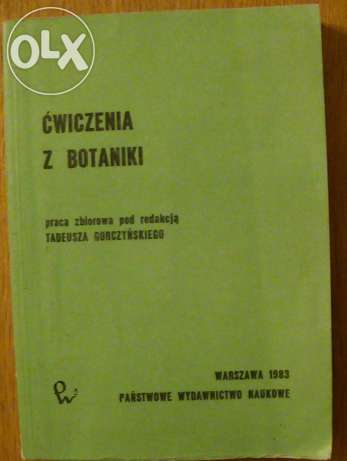 OLX
ĆWICZENIA
Z BOTANIKI
praca zbiorowa pod redakcją
TADEUSZA GORCZYŃSKIEGO
WARSZAWA 1983
PAŃSTWOWE WYDAWNICTWO NAUKOWE